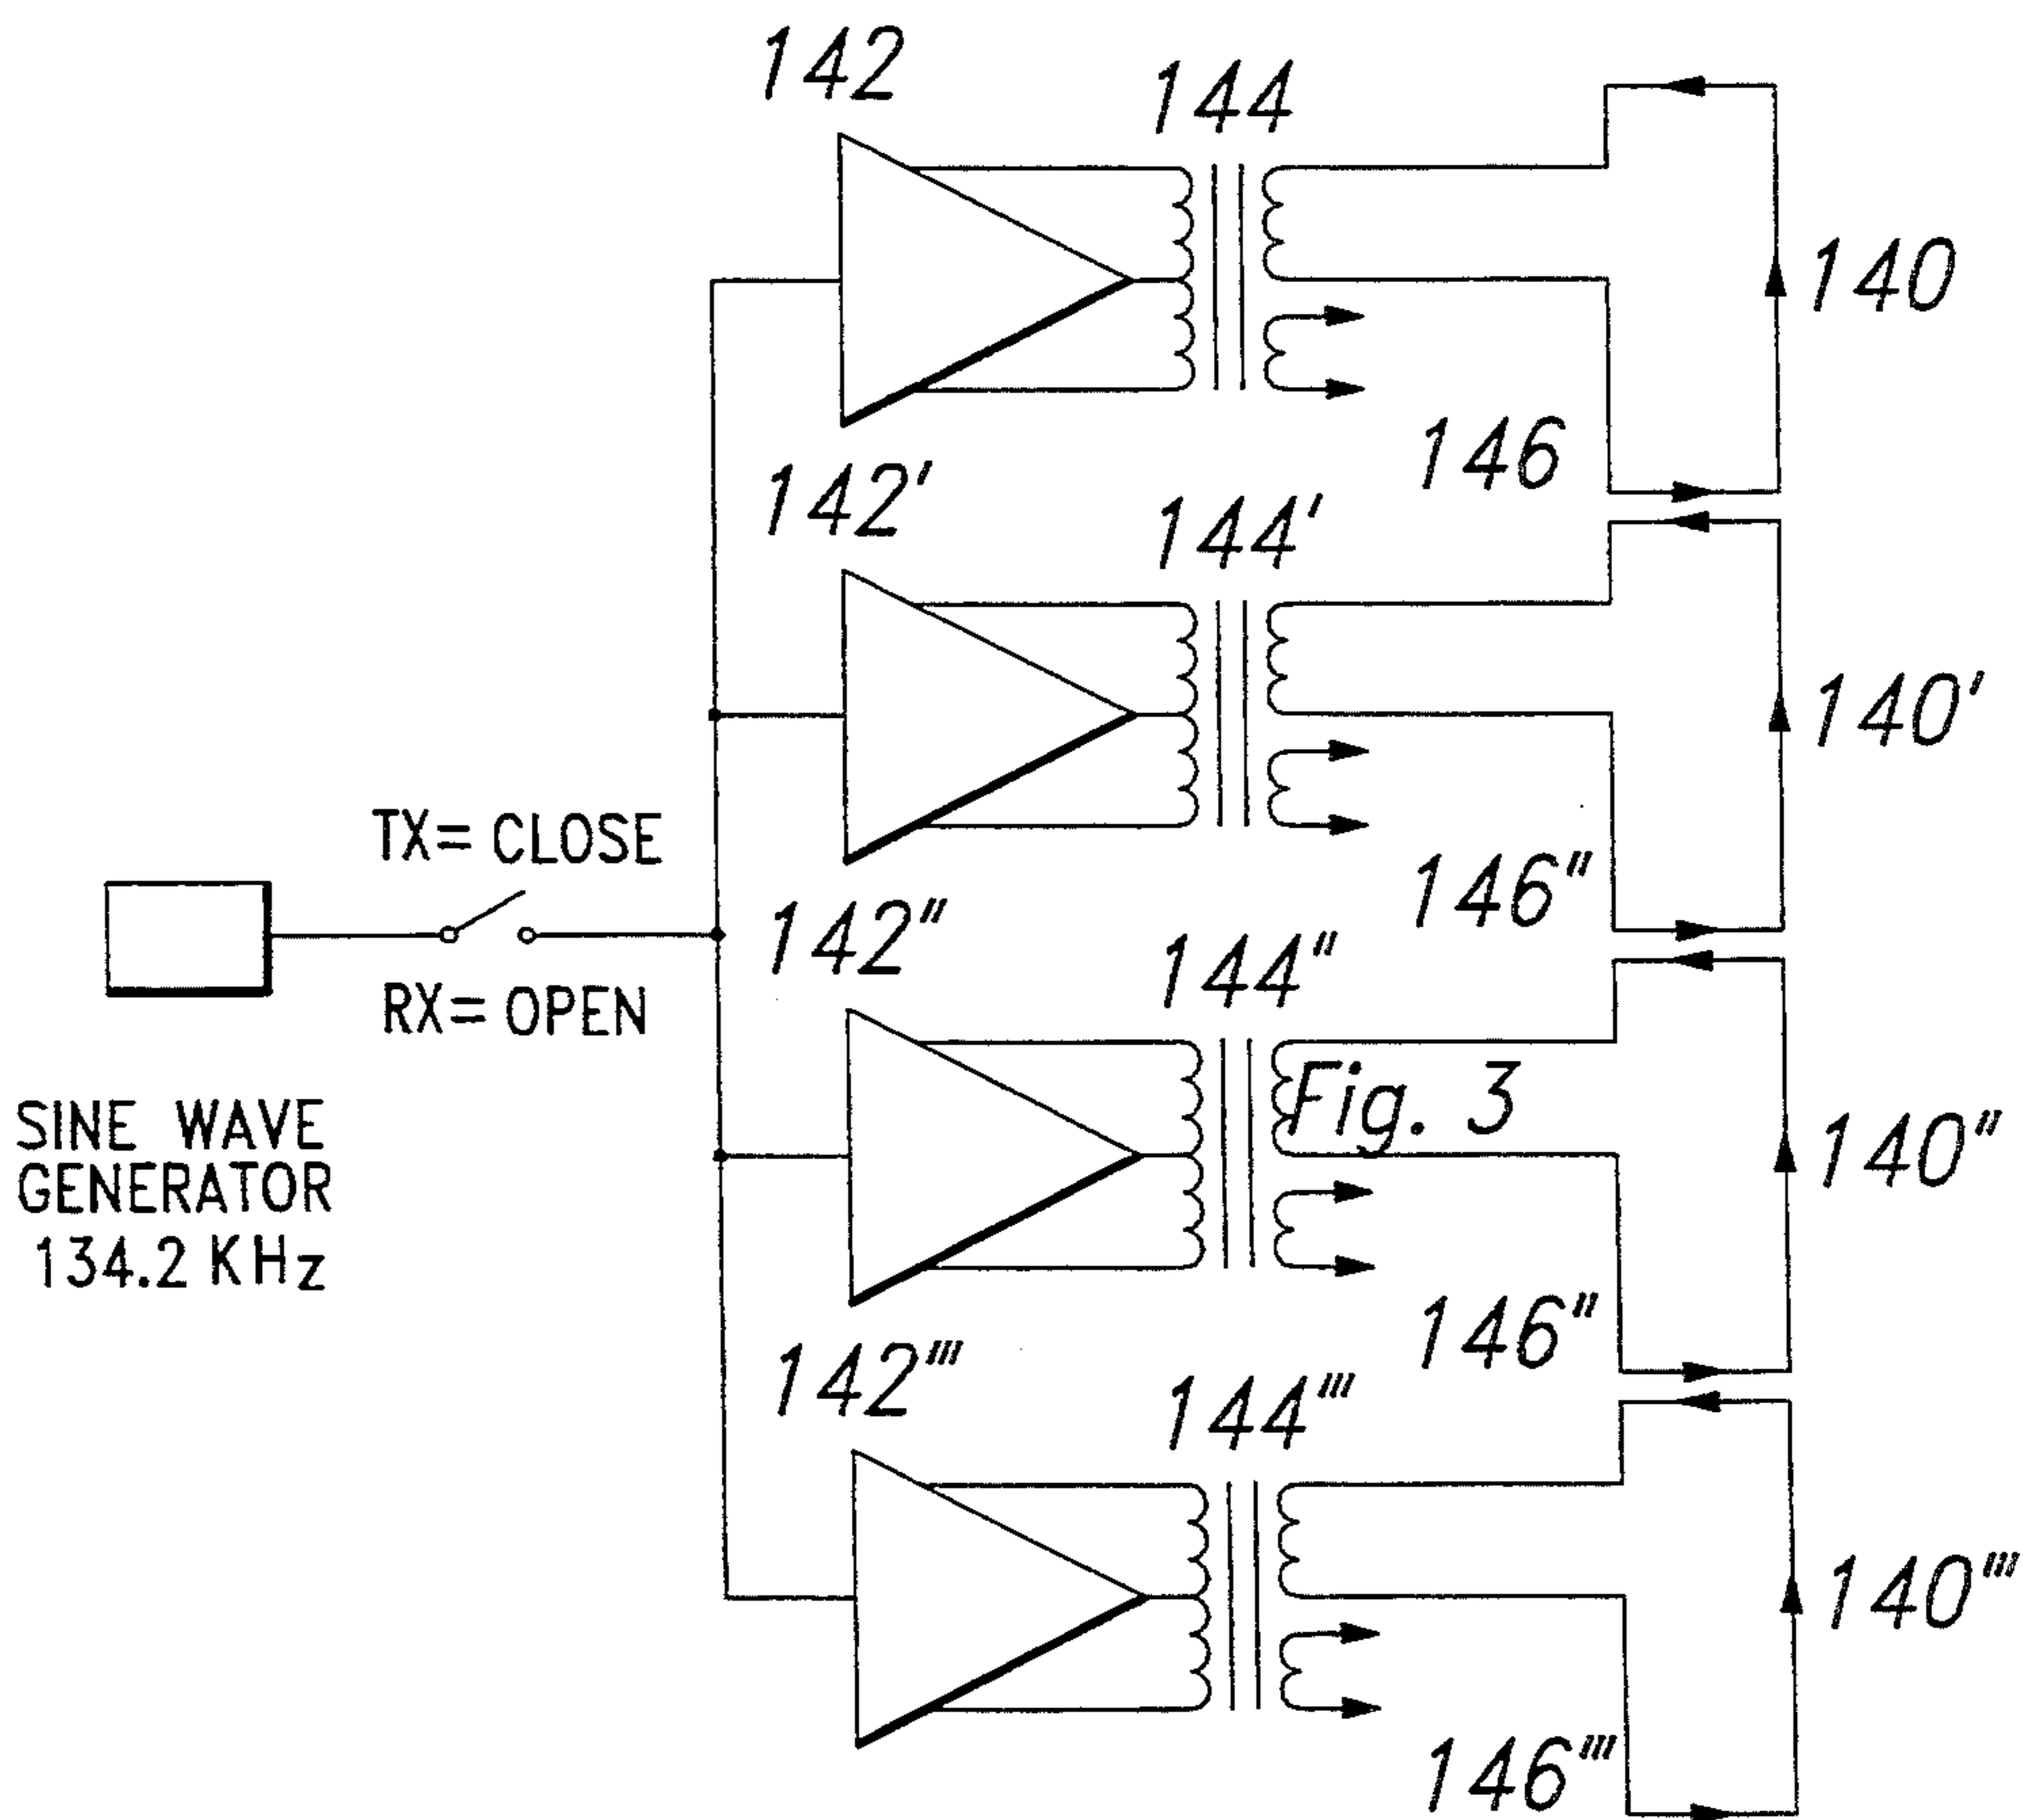 142
144
140
146
142'
144'
140'
146"
TX= CLOSE
RX= OPEN
SINE WAVE
GENERATOR
134.2 KHz
142"
144"
Fig. 3
140"
146"
142'''
144'''
140'''
146'''